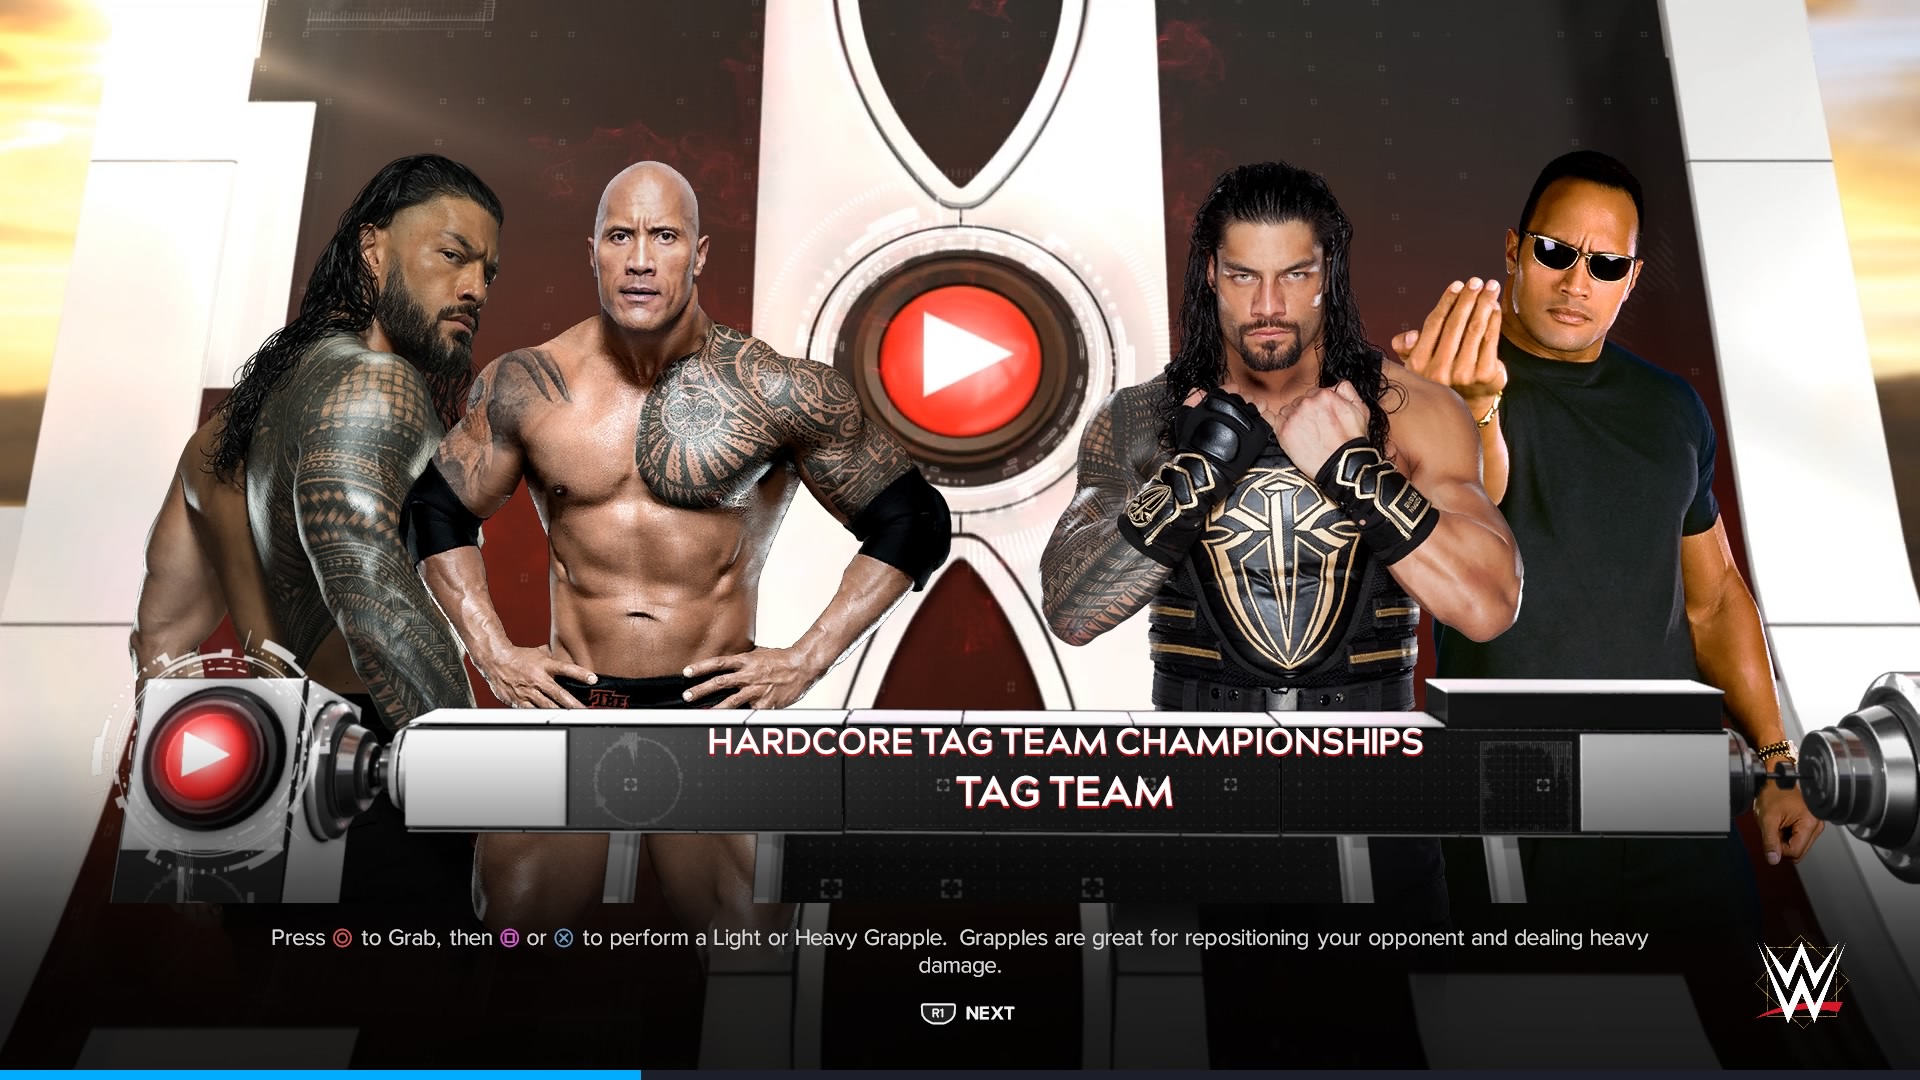 THE
HARDCORE TAG TEAM CHAMPIONSHIPS
TAG TEAM
Press to Grab, then or to perform a Light or Heavy Grapple. Grapples are great for repositioning your opponent and dealing heavy
damage.
R1 NEXT
W